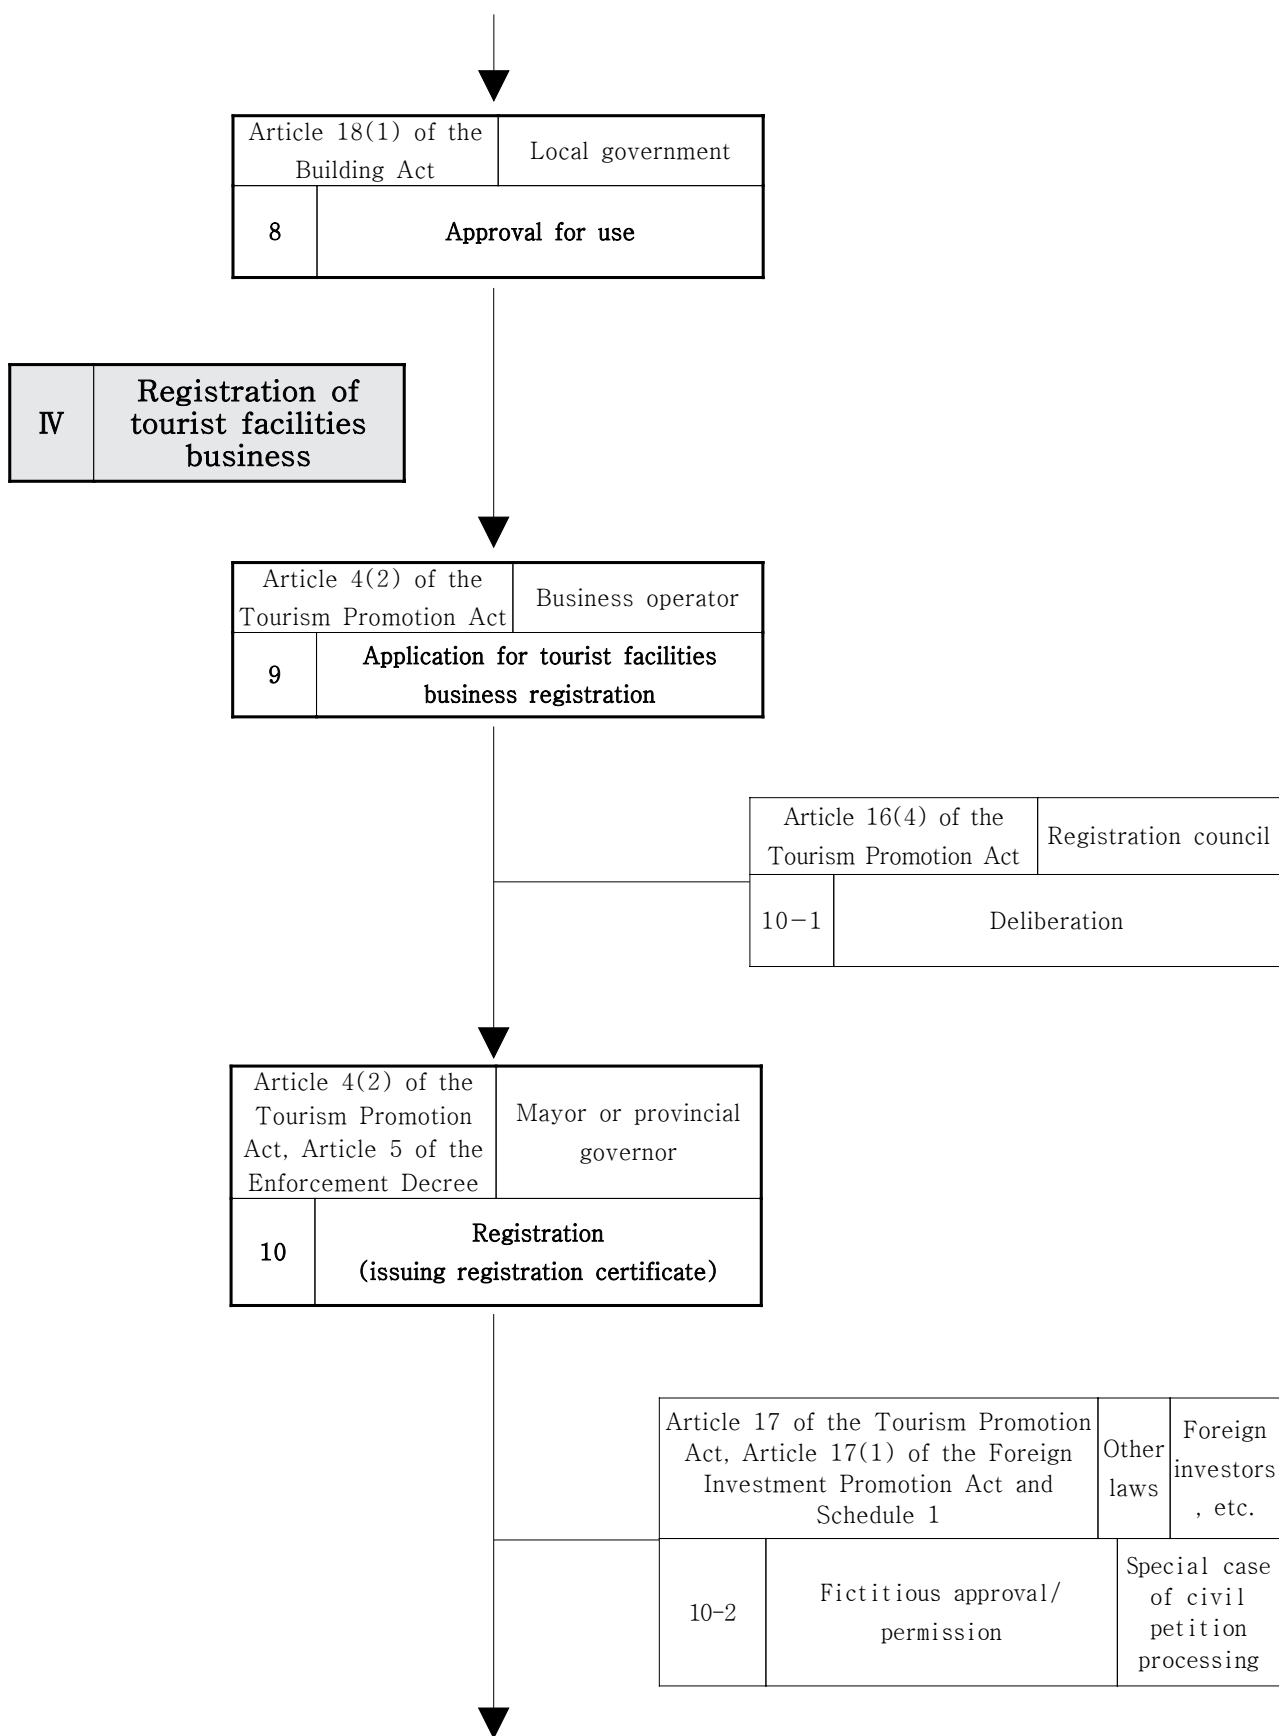 Article 18(1) of the
Building Act
Local government
8
Approval for use
Ⅳ
Registration of
tourist facilities
business
Article 4(2) of the
Tourism Promotion Act
Business operator
9
Application for tourist facilities
business registration
Article 16(4) of the
Tourism Promotion Act
Registration council
10-1
Deliberation
Article 4(2) of the
Tourism Promotion
Act, Article 5 of the
Enforcement Decree
Mayor or provincial
governor
10
Registration
(issuing registration certificate)
Article 17 of the Tourism Promotion
Act, Article 17(1) of the Foreign
Investment Promotion Act and
Schedule 1
Other
laws
Foreign
investors
, etc.
10-2
Fictitious approval/
permission
Special case
of civil
petition
processing